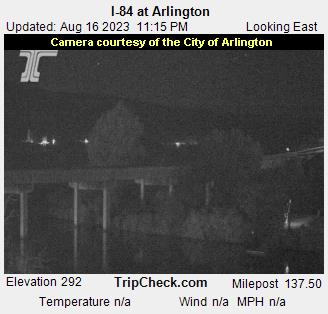 I-84 at Arlington
Updated: Aug 16 2023 11:15 PM Looking East
Camera courtesy of the City of Arlington
Elevation 292 TripCheck.com Milepost 137.50
Temperature n/a Wind n/a MPH n/a